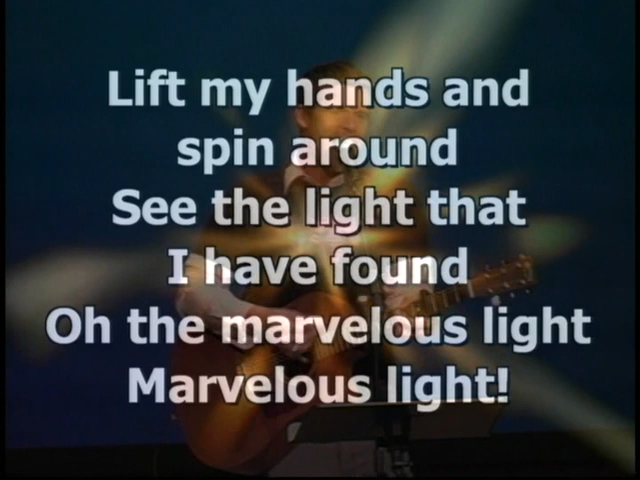 Lift my hands and
spin around
See the light that
I have found
Oh the marvelous light
Marvelous light!